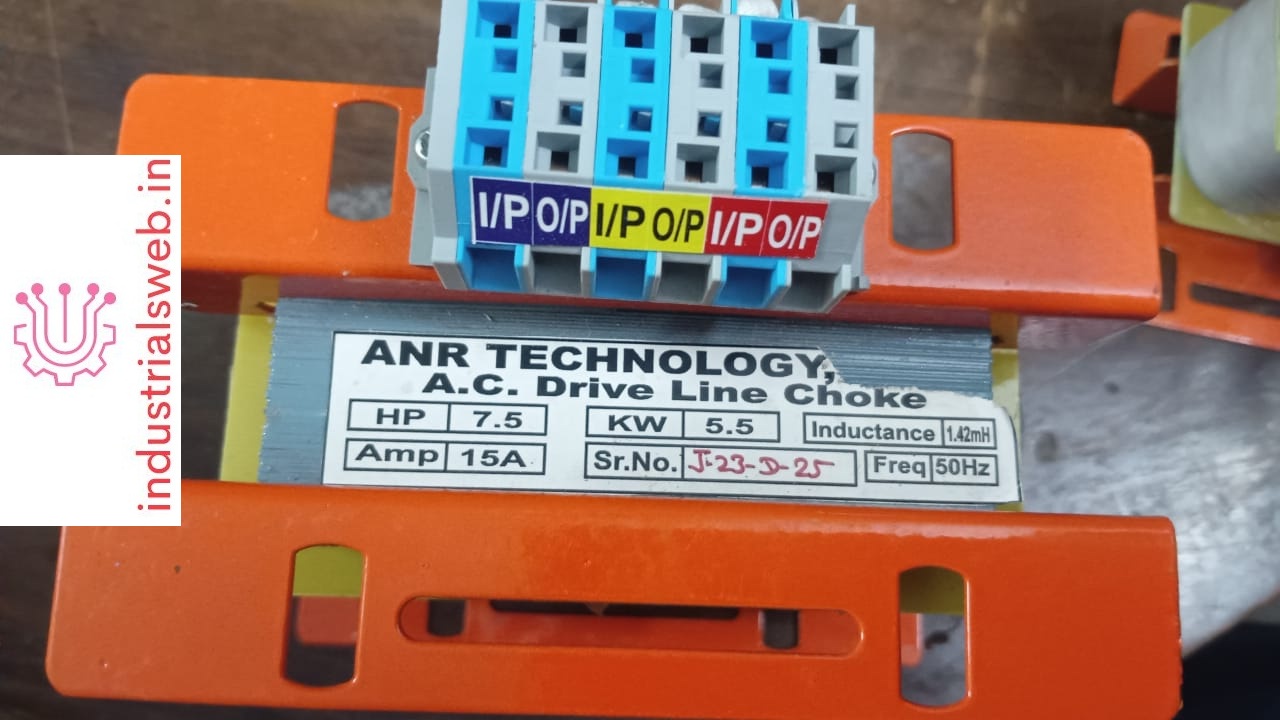 I/P O/P I/P O/P I/P O/P
industrialsweb.in
ANR TECHNOLOGY,
A.C. Drive Line Choke
HP 7.5 KW 5.5 Inductance 1.42mH
Amp 15A Sr.No. J-23-D-25 Freq 50Hz